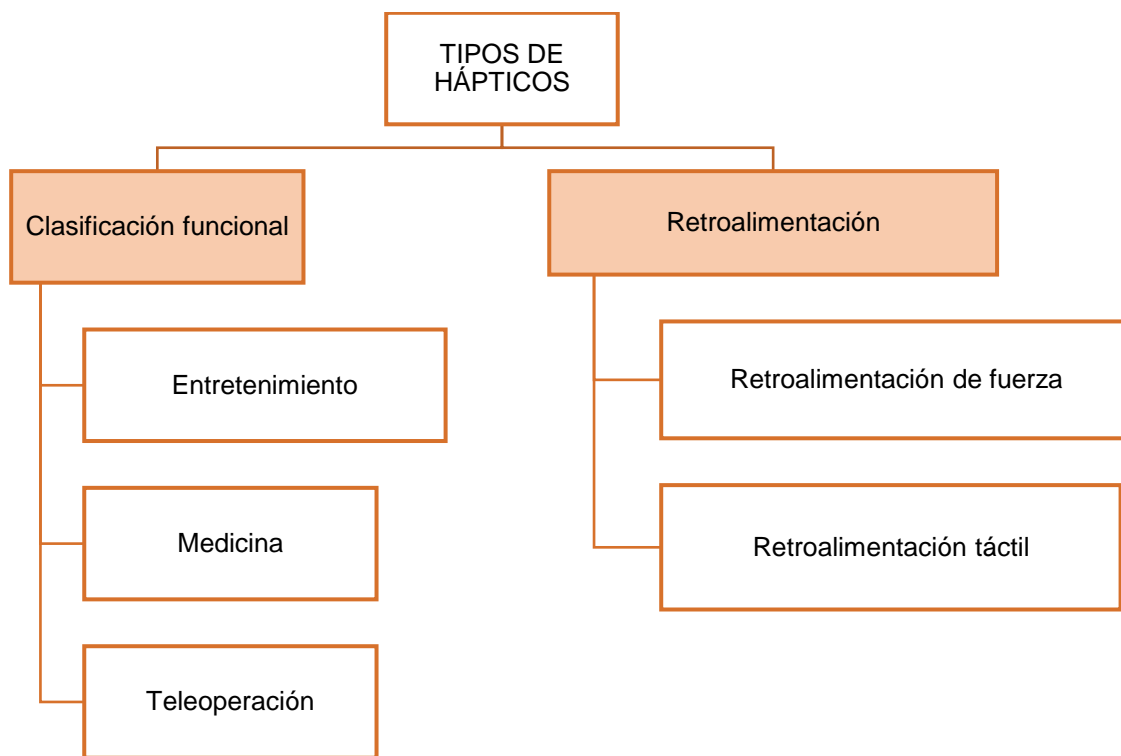 TIPOS DE
HÁPTICOS
Clasificación funcional
Entretenimiento
Medicina
Teleoperación
Retroalimentación
Retroalimentación de fuerza
Retroalimentación táctil